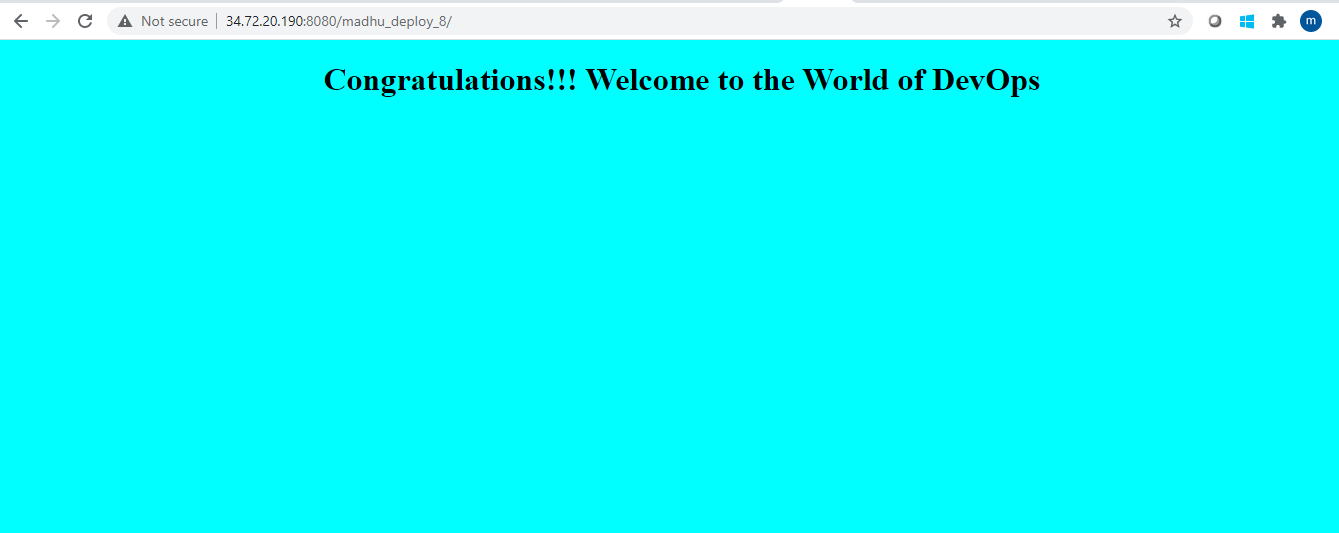 Not secure 34.72.20.190:8080/madhu_deploy_8/
m
Congratulations!!! Welcome to the World of DevOps